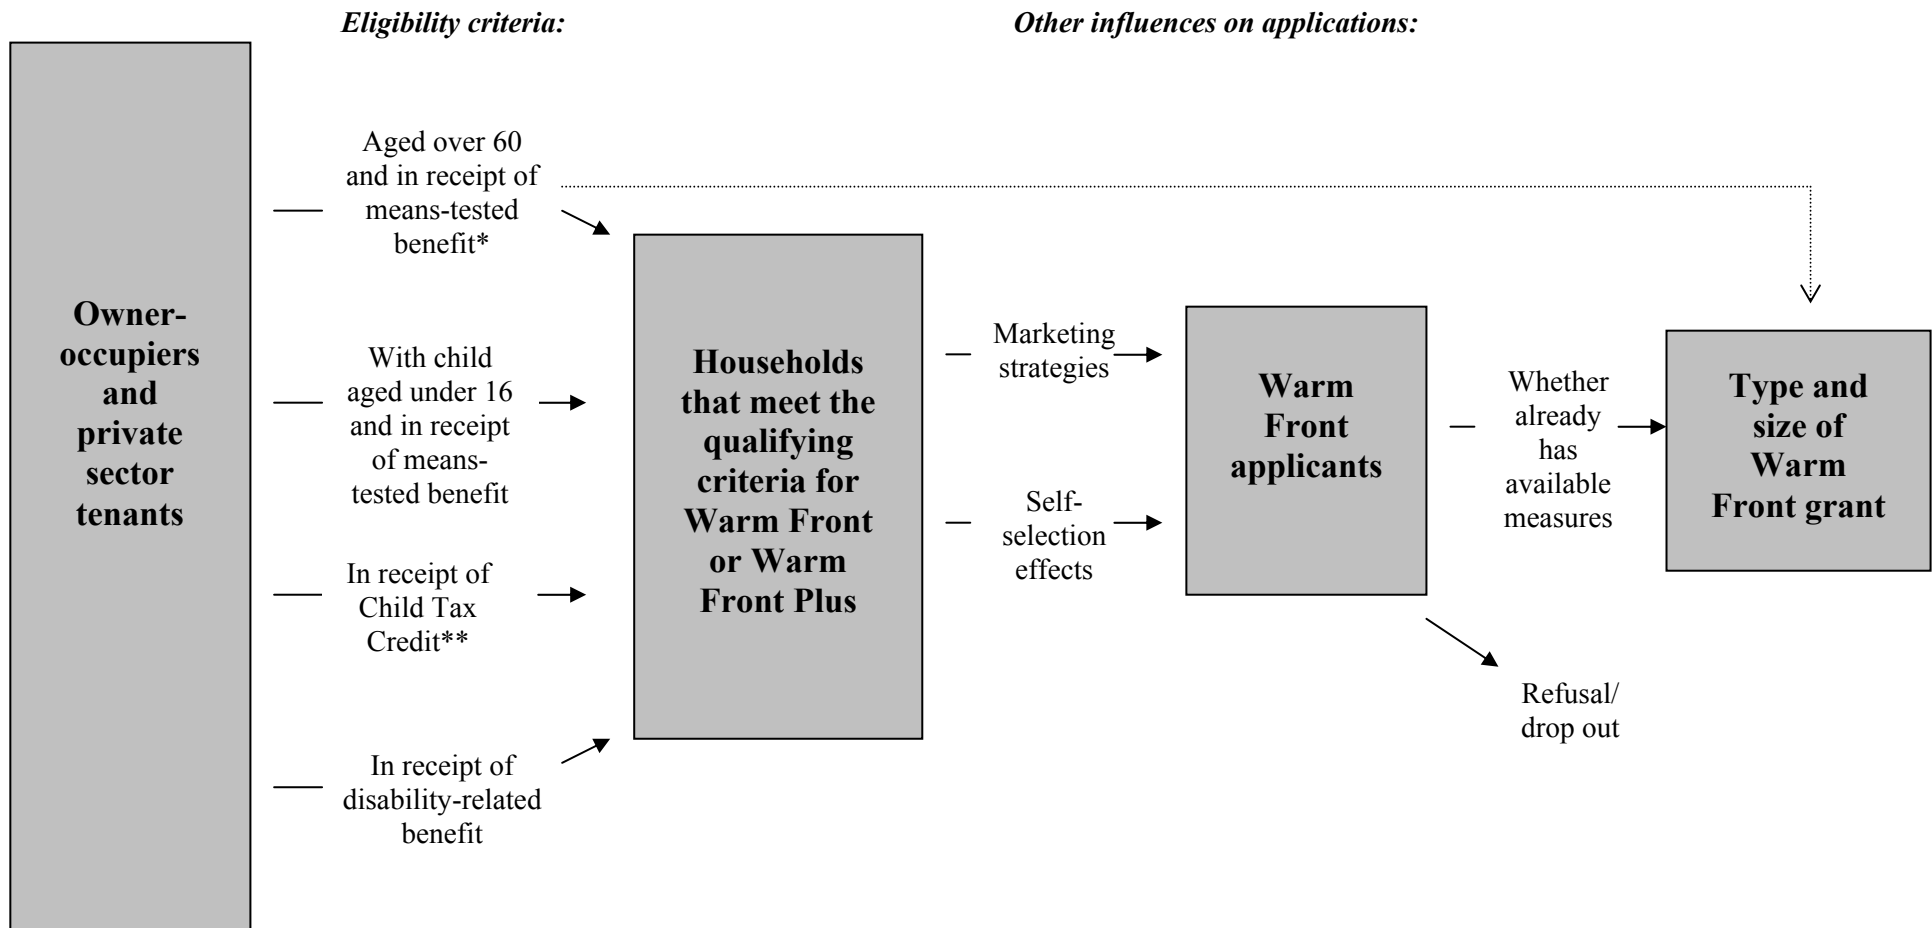 Eligibility criteria:
Other influences on applications:
Owner-
occupiers
and
private
sector
tenants
Aged over 60
and in receipt of
means-tested
benefit*
With child
aged under 16
and in receipt
of means-
tested benefit
In receipt of
Child Tax
Credit**
In receipt of
disability-related
benefit
Households
that meet the
qualifying
criteria for
Warm Front
or Warm
Front Plus
Marketing
strategies
Self-
selection
effects
Warm
Front
applicants
Whether
already
has
available
measures
Refusal/
drop out
Type and
size of
Warm
Front grant